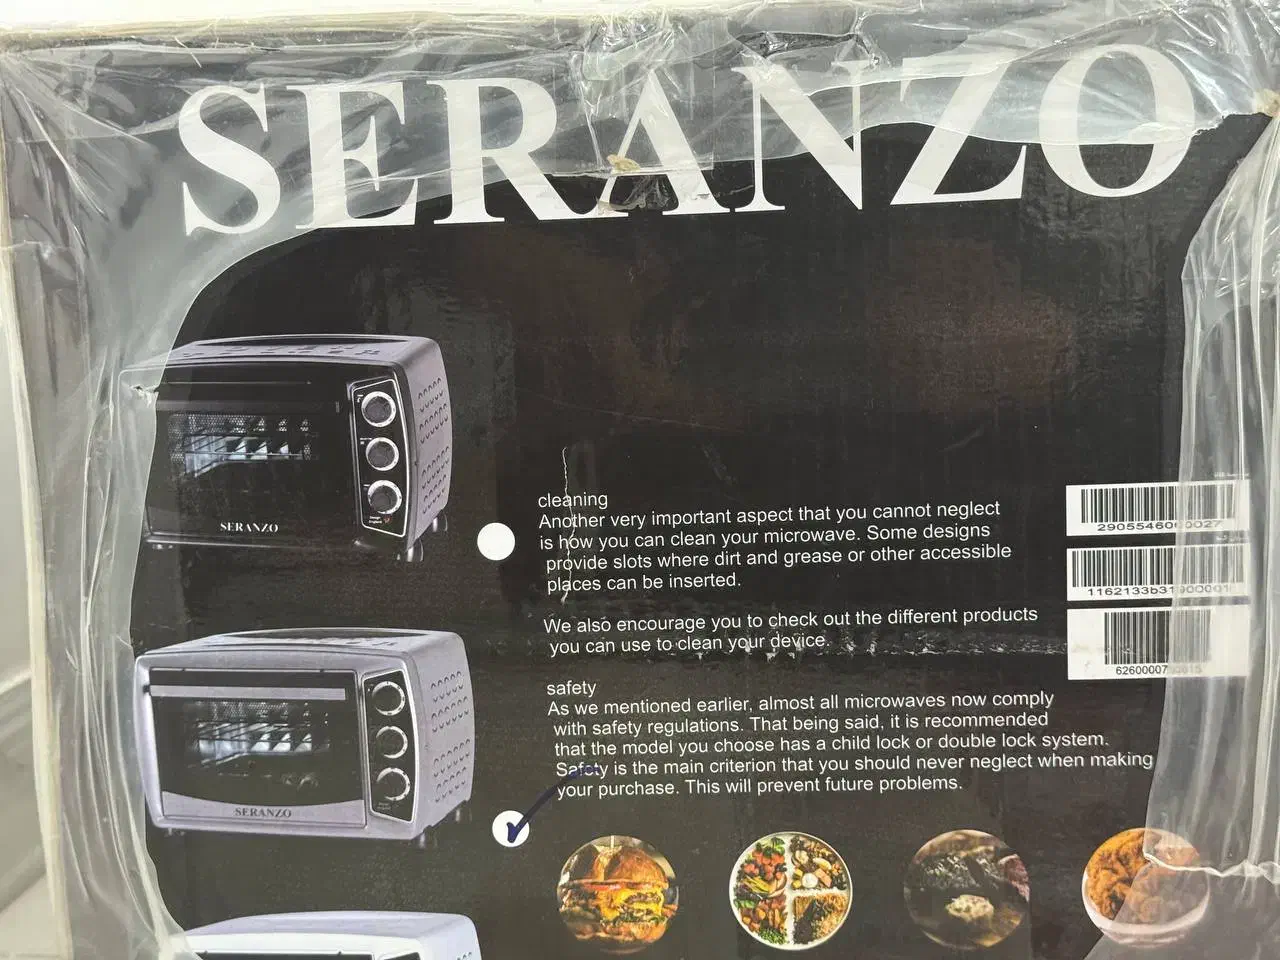 SERANZO
SERANZO
cleaning
Another very important aspect that you cannot neglect
is how you can clean your microwave. Some designs
provide slots where dirt and grease or other accessible
places can be inserted.
We also encourage you to check out the different products
you can use to clean your device.
safety
As we mentioned earlier, almost all microwaves now comply
with safety regulations. That being said, it is recommended
that the model you choose has a child lock or double lock system.
Safety is the main criterion that you should never neglect when making
your purchase. This will prevent future problems.
SERANZO